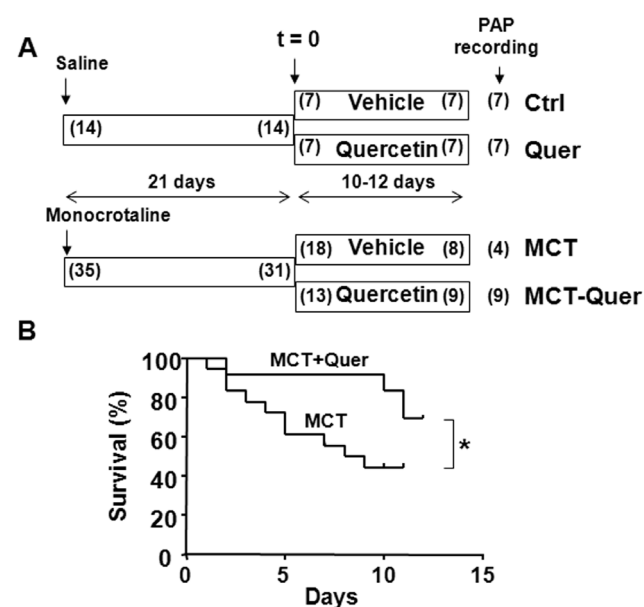 A
Saline
t = 0
PAP
recording
(14) (14)
(7) Vehicle (7) (7) Ctrl
(7) Quercetin (7) (7) Quer
21 days 10-12 days
Monocrotaline
(35) (31)
(18) Vehicle (8) (4) MCT
(13) Quercetin (9) (9) MCT-Quer
B
Survival (%)
100
80
60
40
20
0
MCT+Quer
MCT
*
0 5 10 15
Days